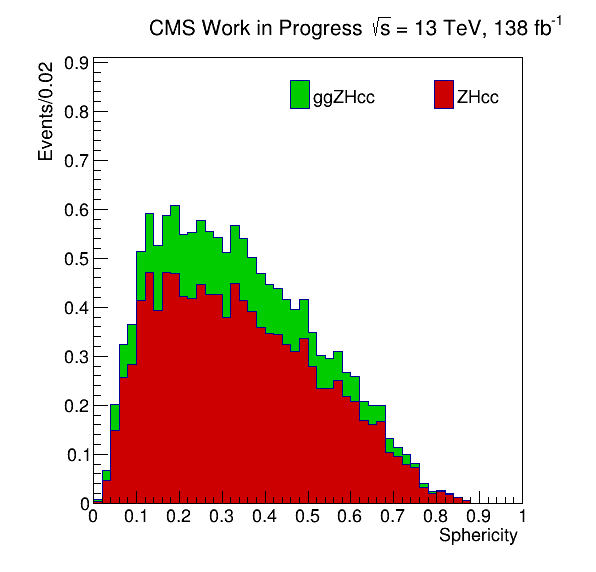 CMS Work in Progress √s = 13 TeV, 138 fb⁻¹
Events/0.02
0.9
0.8
0.7
0.6
0.5
0.4
0.3
0.2
0.1
0
ggZHcc ZHcc
0 0.1 0.2 0.3 0.4 0.5 0.6 0.7 0.8 0.9 1
Sphericity